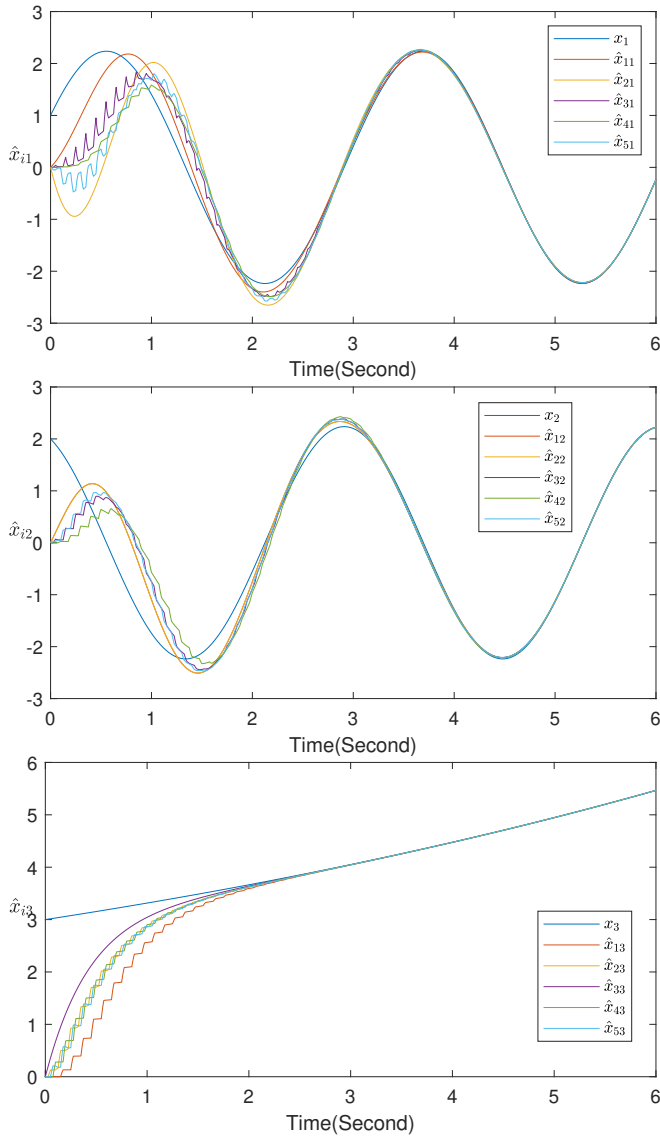 3
2
1
0
-1
-2
-3
x̂ᵢ₁
x₁
x̂₁₁
x̂₂₁
x̂₃₁
x̂₄₁
x̂₅₁
0 1 2 3 4 5 6
Time(Second)
3
2
1
0
-1
-2
-3
x̂ᵢ₂
x₂
x̂₁₂
x̂₂₂
x̂₃₂
x̂₄₂
x̂₅₂
0 1 2 3 4 5 6
Time(Second)
6
5
4
3
2
1
0
x̂ᵢ₃
x₃
x̂₁₃
x̂₂₃
x̂₃₃
x̂₄₃
x̂₅₃
0 1 2 3 4 5 6
Time(Second)